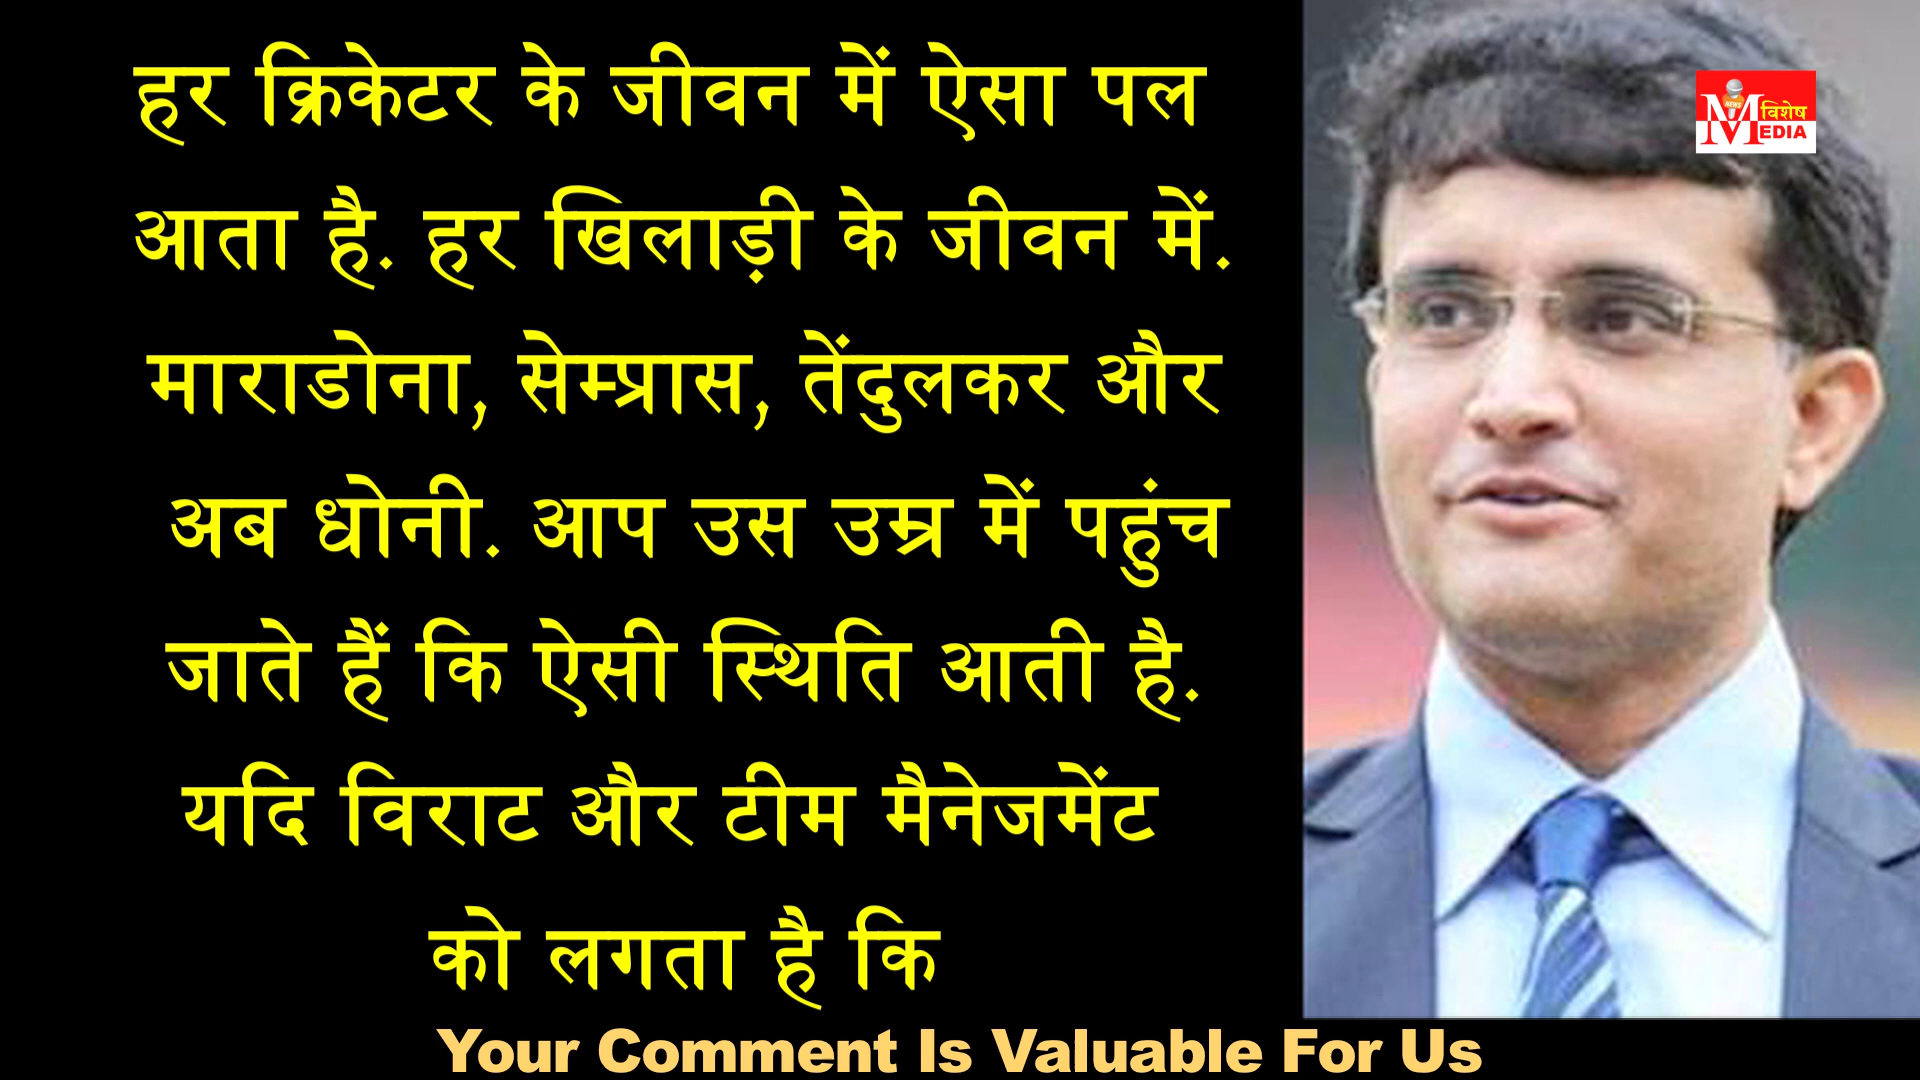 हर क्रिकेटर के जीवन में ऐसा पल
आता है. हर खिलाड़ी के जीवन में.
माराडोना, सेम्प्रास, तेंदुलकर और
अब धोनी. आप उस उम्र में पहुंच
जाते हैं कि ऐसी स्थिति आती है.
यदि विराट और टीम मैनेजमेंट
को लगता है कि
NEWS
विशेष
MEDIA
Your Comment Is Valuable For Us